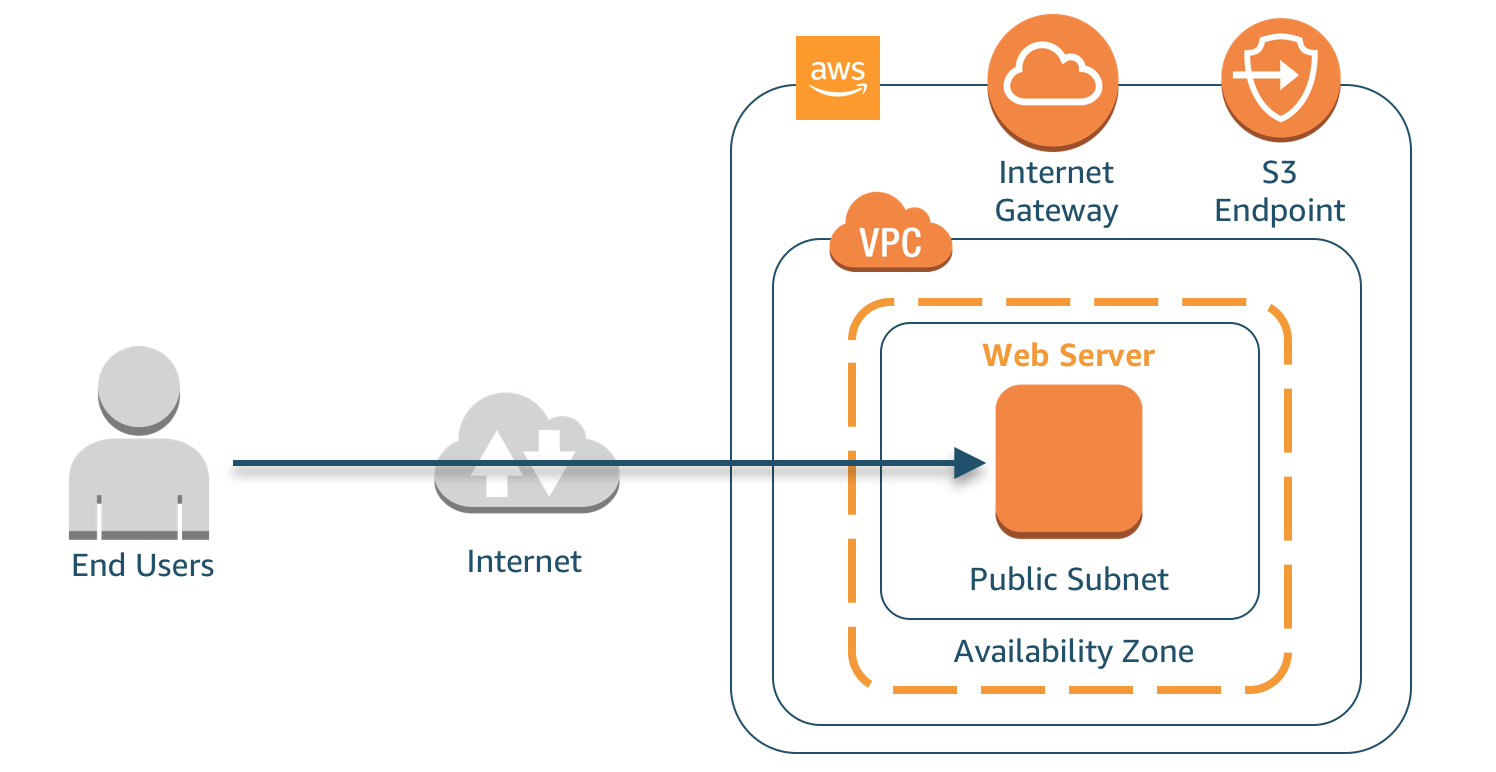 aws
Internet
Gateway
S3
Endpoint
VPC
Web Server
End Users
Internet
Public Subnet
Availability Zone